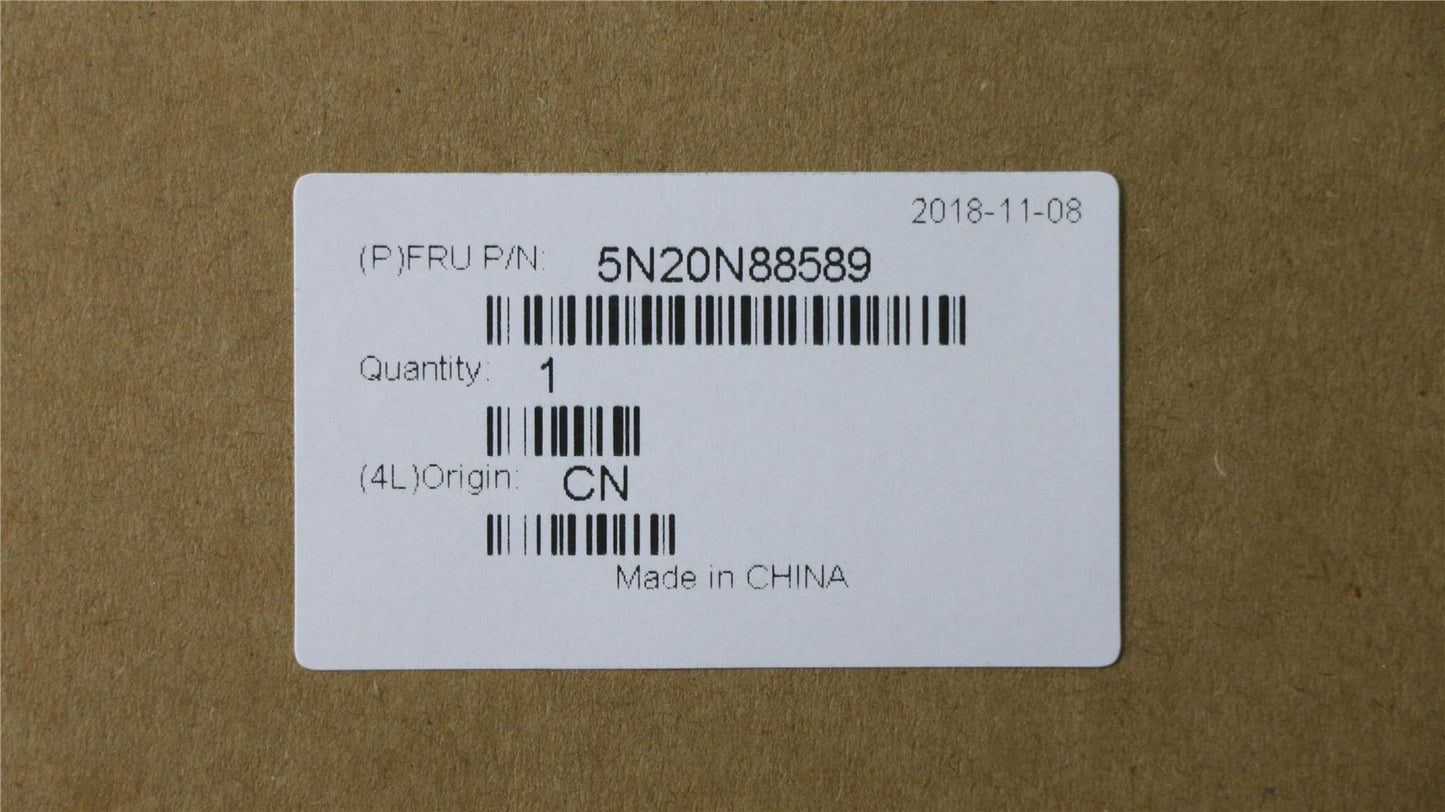 2018-11-08
(P)FRU P/N: 5N20N88589
Quantity: 1
(4L)Origin: CN
Made in CHINA